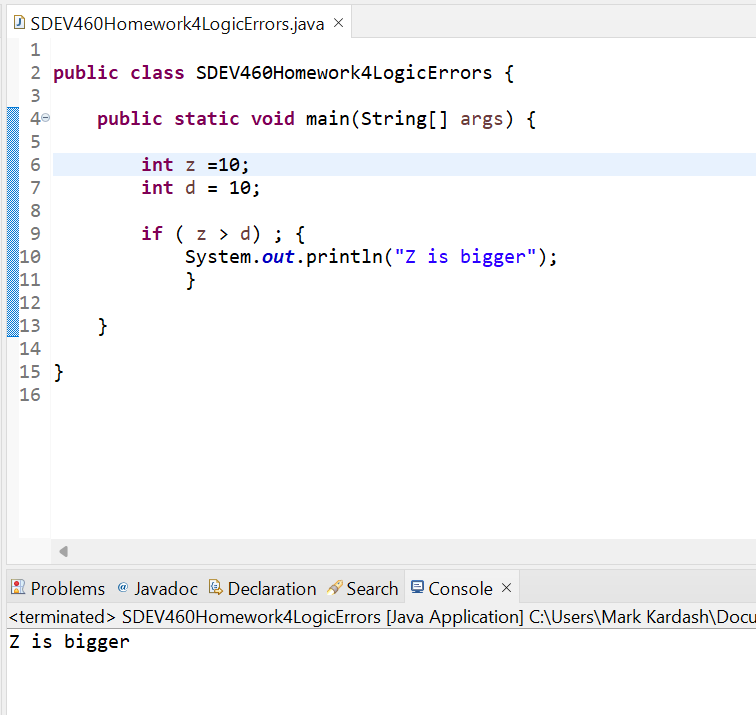 SDEV460Homework4LogicErrors.java
1
2 public class SDEV460Homework4LogicErrors {
3
4 public static void main(String[] args) {
5
6 int z =10;
7 int d = 10;
8
9 if ( z > d) ; {
10 System.out.println("Z is bigger");
11 }
12
13 }
14
15 }
16
Problems @ Javadoc Declaration Search Console
<terminated> SDEV460Homework4LogicErrors [Java Application] C:\Users\Mark Kardash\Docu
Z is bigger